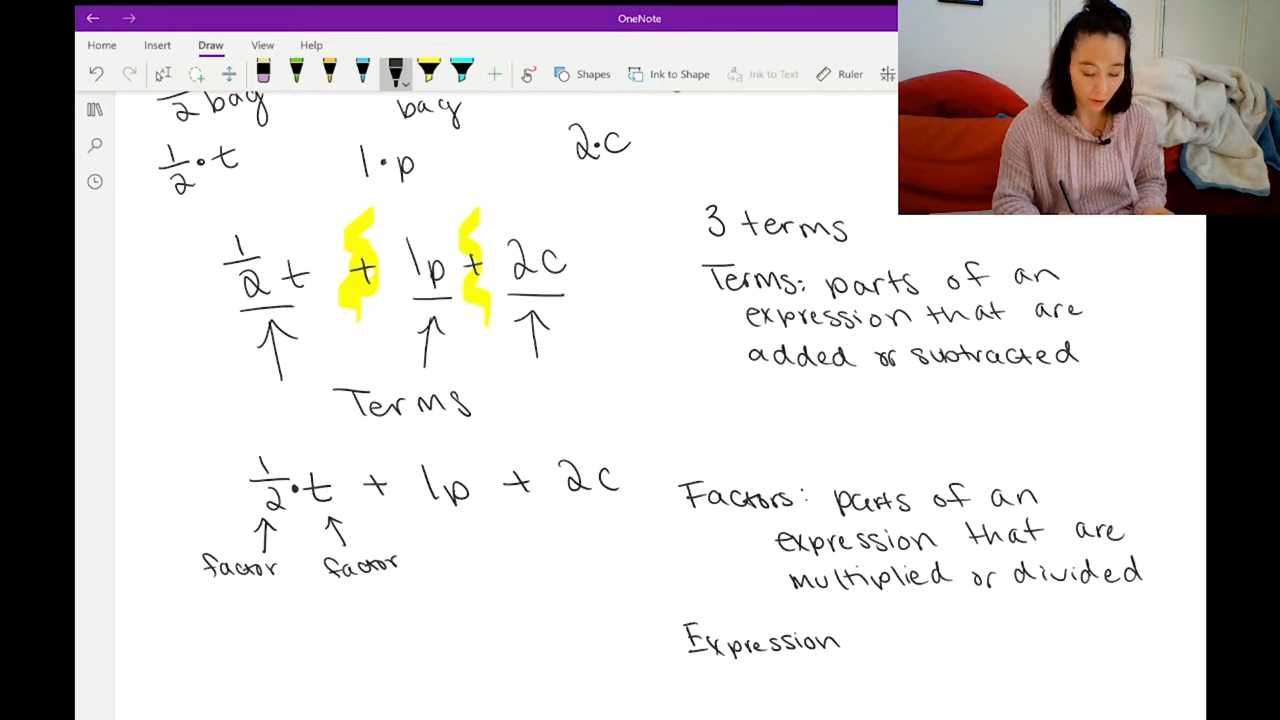 OneNote
Home Insert Draw View Help
Shapes Ink to Shape Ink to Text Ruler
1/2 bag bag
1/2 · t 1 · p 2 · c
1/2 t + 1p + 2c
Terms
1/2 · t + 1p + 2c
factor factor
3 terms
Terms: parts of an
expression that are
added or subtracted
Factors: parts of an
expression that are
multiplied or divided
Expression